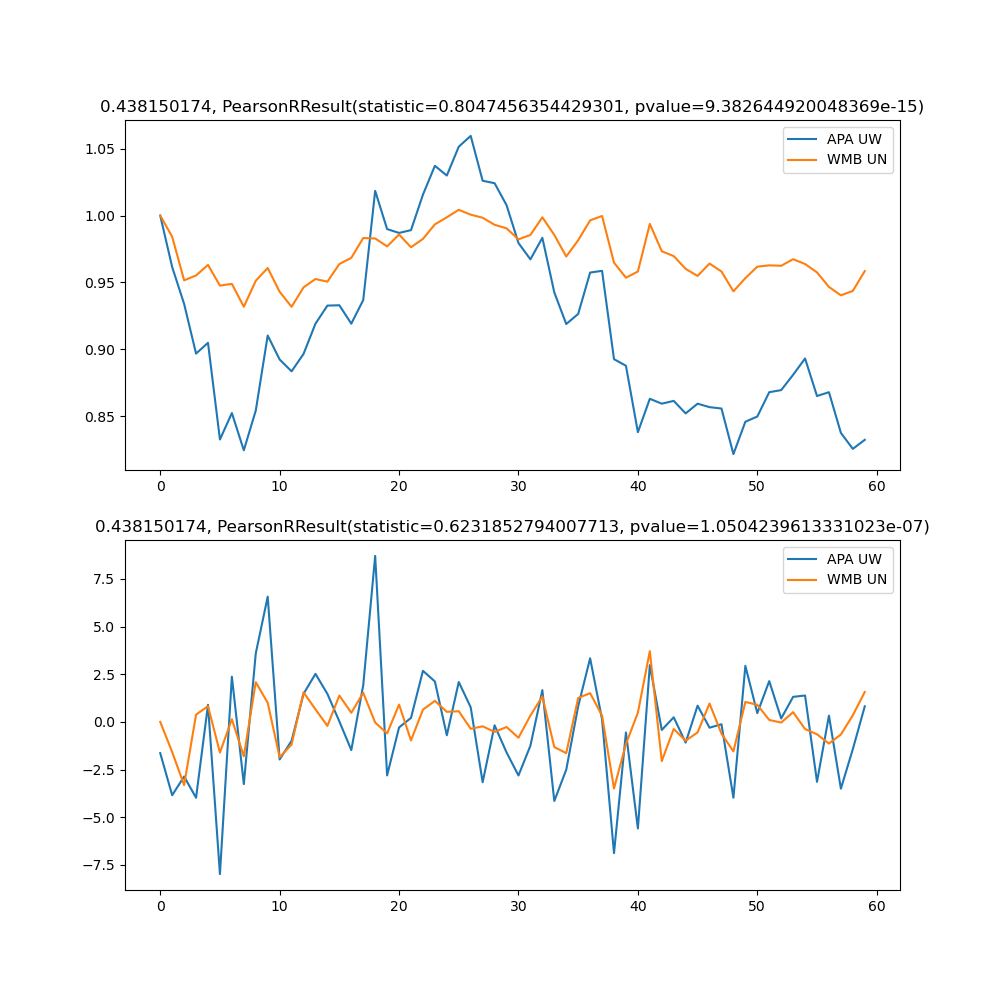 0.438150174, PearsonRResult(statistic=0.8047456354429301, pvalue=9.382644920048369e-15)
APA UW
WMB UN
1.05
1.00
0.95
0.90
0.85
0 10 20 30 40 50 60
0.438150174, PearsonRResult(statistic=0.6231852794007713, pvalue=1.0504239613331023e-07)
APA UW
WMB UN
7.5
5.0
2.5
0.0
−2.5
−5.0
−7.5
0 10 20 30 40 50 60